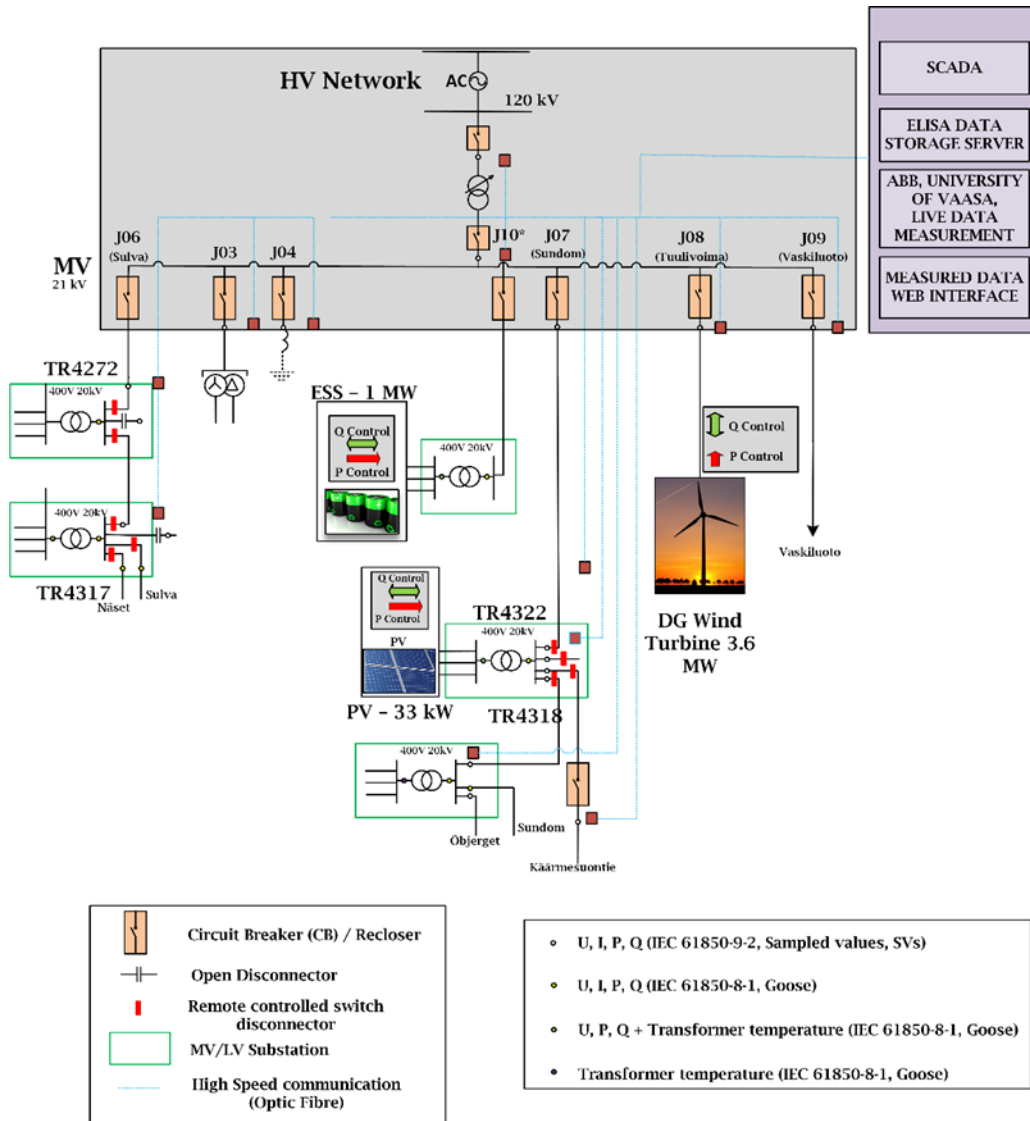 HV Network
AC
120 kV
SCADA
ELISA DATA
STORAGE SERVER
ABB, UNIVERSITY
OF VAASA,
LIVE DATA
MEASUREMENT
MEASURED DATA
WEB INTERFACE
J06
(Sulva)
J03
J04
J10*
J07
(Sundom)
J08
(Tuulivoima)
J09
(Vaskiluoto)
MV
21 kV
TR4272
400V 20kV
400V 20kV
TR4317
Näset
Sulva
ESS – 1 MW
Q Control
P Control
400V 20kV
Q Control
P Control
Vaskiluoto
DG Wind
Turbine 3.6
MW
Q Control
P Control
PV
PV – 33 kW
TR4322
400V 20kV
TR4318
400V 20kV
Öbjerget
Sundom
Käärmesuontie
Circuit Breaker (CB) / Recloser
Open Disconnector
Remote controlled switch
disconnector
MV/LV Substation
High Speed communication
(Optic Fibre)
U, I, P, Q (IEC 61850-9-2, Sampled values, SVs)
U, I, P, Q (IEC 61850-8-1, Goose)
U, P, Q + Transformer temperature (IEC 61850-8-1, Goose)
Transformer temperature (IEC 61850-8-1, Goose)